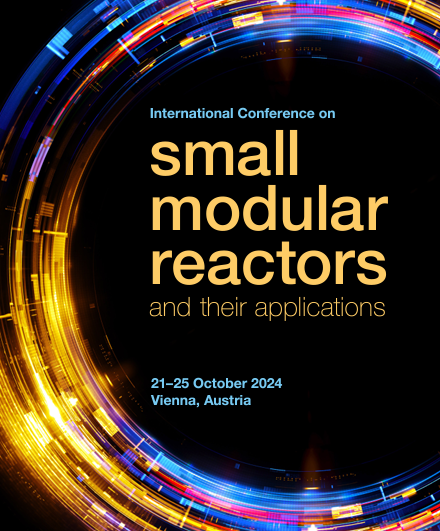 International Conference on
small
modular
reactors
and their applications
21–25 October 2024
Vienna, Austria